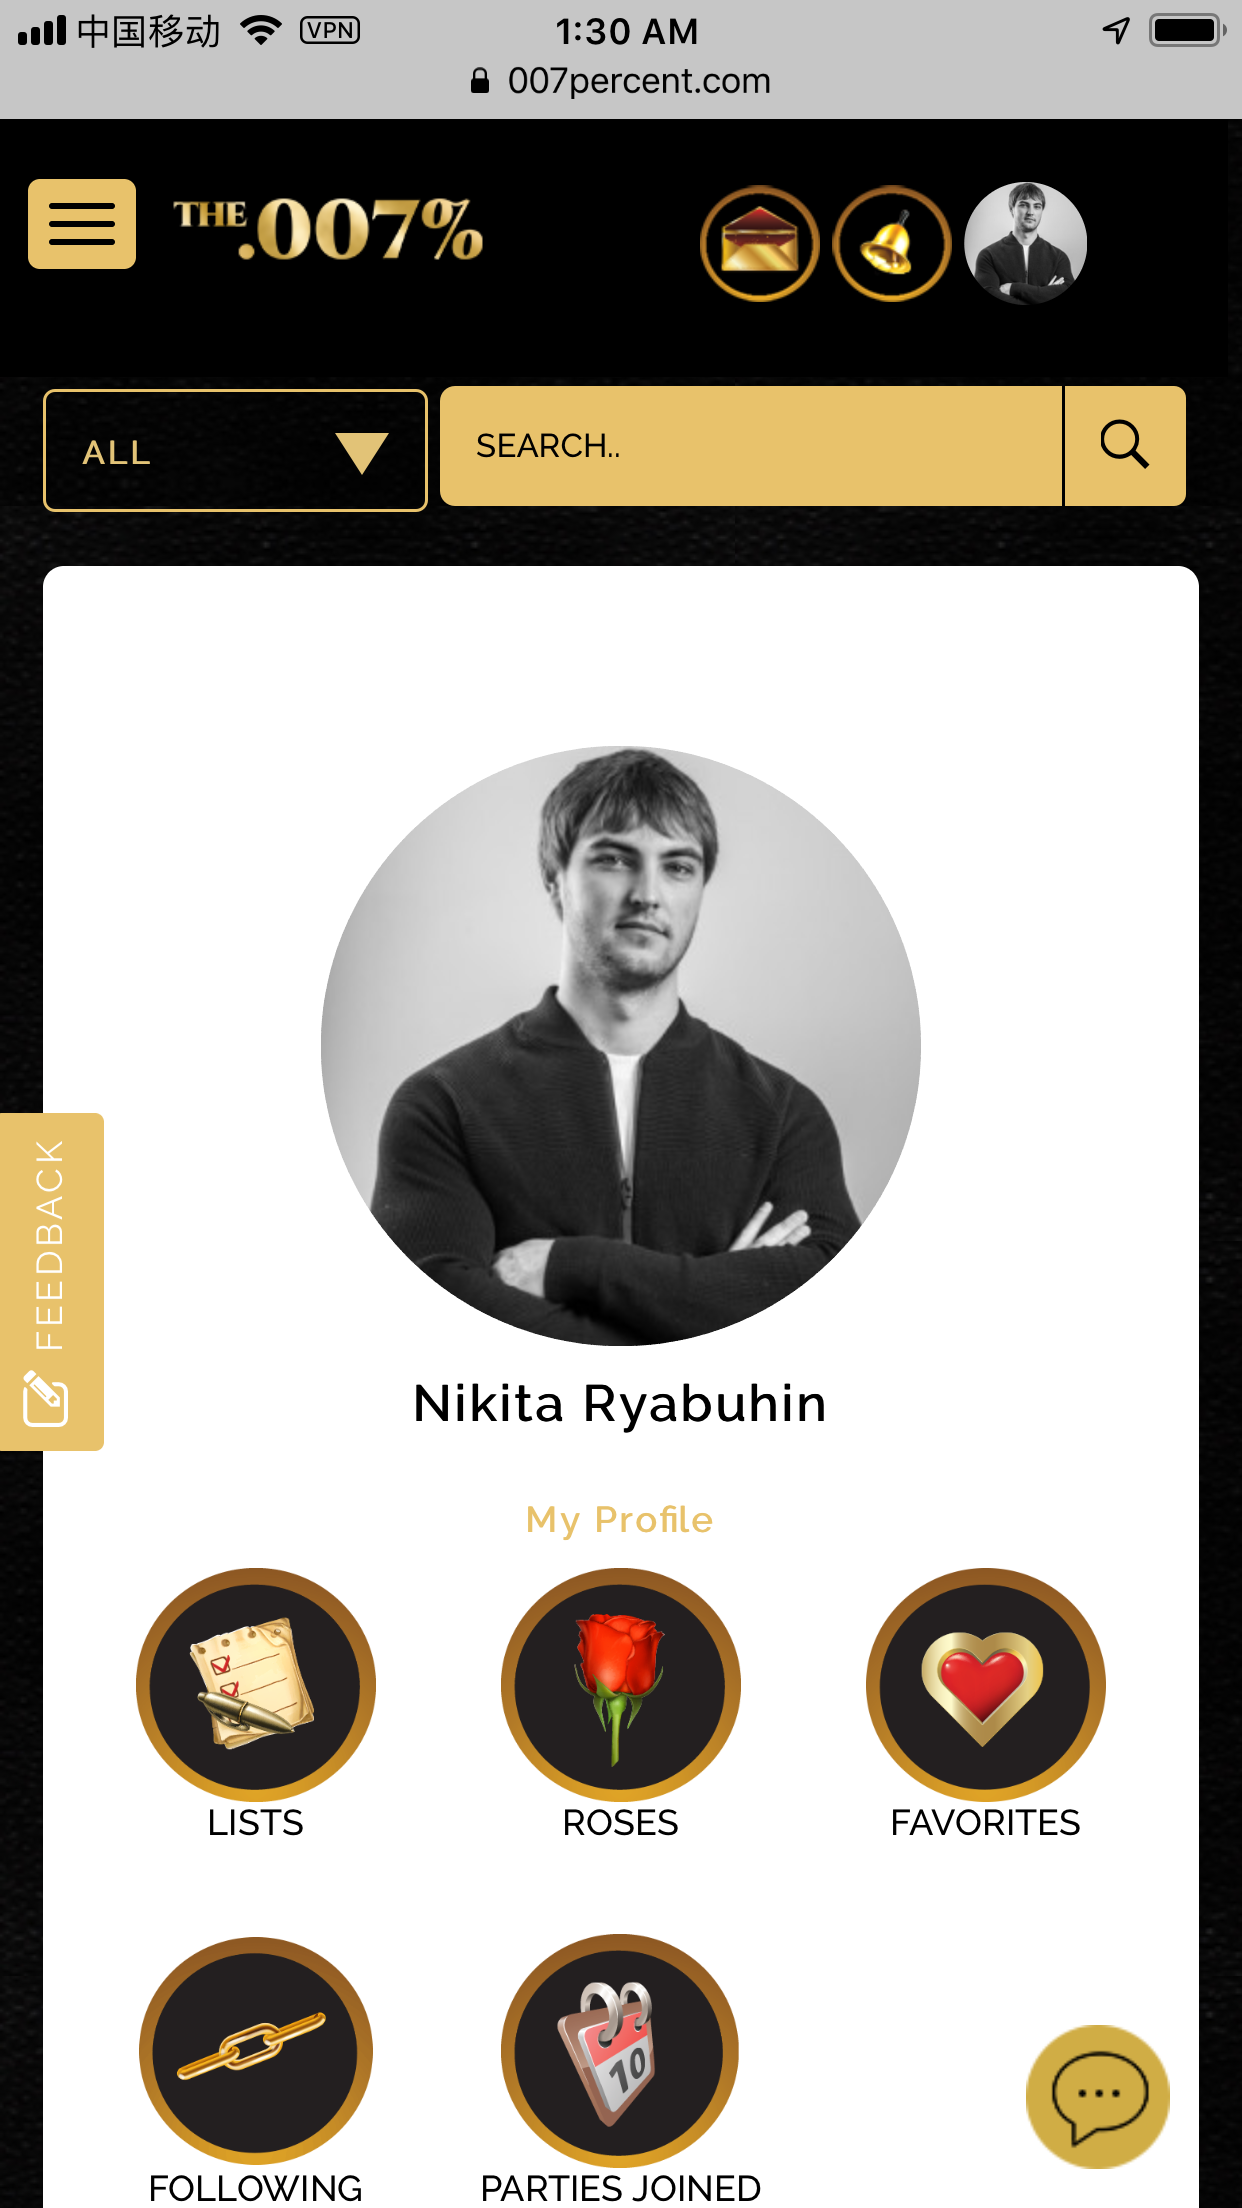 中国移动 VPN 1:30 AM
007percent.com
THE .007%
ALL
SEARCH..
FEEDBACK
Nikita Ryabuhin
My Profile
LISTS ROSES FAVORITES
10
FOLLOWING PARTIES JOINED